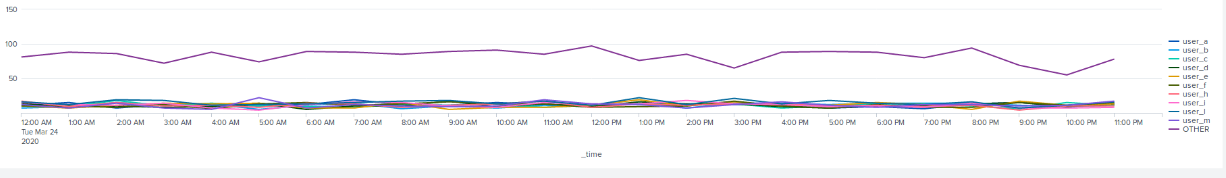 150
100
50
12:00 AM 1:00 AM 2:00 AM 3:00 AM 4:00 AM 5:00 AM 6:00 AM 7:00 AM 8:00 AM 9:00 AM 10:00 AM 11:00 AM 12:00 PM 1:00 PM 2:00 PM 3:00 PM 4:00 PM 5:00 PM 6:00 PM 7:00 PM 8:00 PM 9:00 PM 10:00 PM 11:00 PM
Tue Mar 24
2020
_time
user_a
user_b
user_c
user_d
user_e
user_f
user_h
user_j
user_l
user_m
OTHER